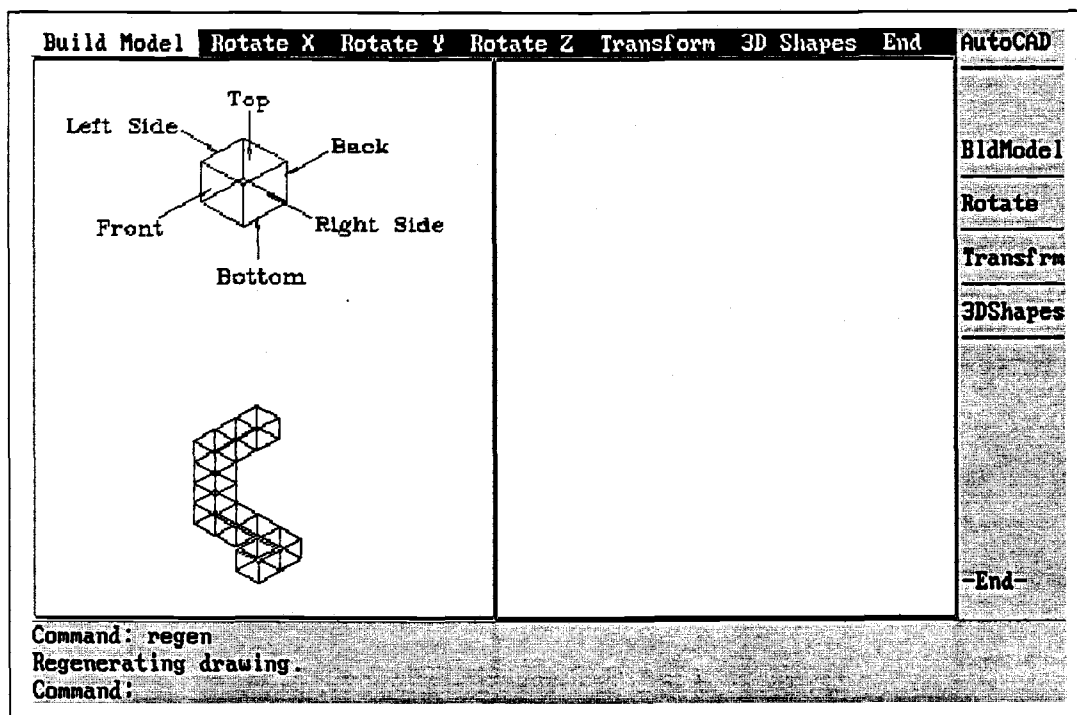 Build Model Rotate X Rotate Y Rotate Z Transform 3D Shapes End
AutoCAD
Top
Left Side
Back
Front
Right Side
Bottom
BldModel
Rotate
Transfrm
3DShapes
-End-
Command: regen
Regenerating drawing.
Command: